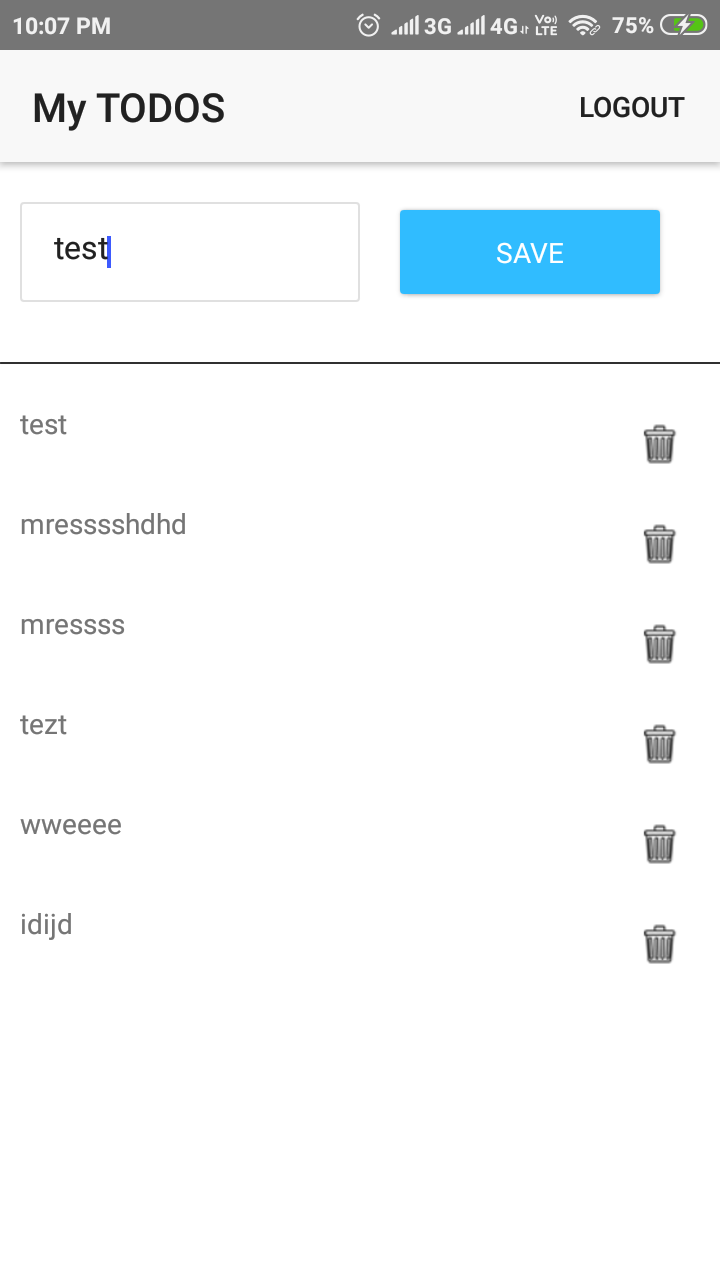 10:07 PM 3G 4G Vo) LTE 75%
My TODOS LOGOUT
test SAVE
test
mresssshdhd
mressss
tezt
wweeee
idijd